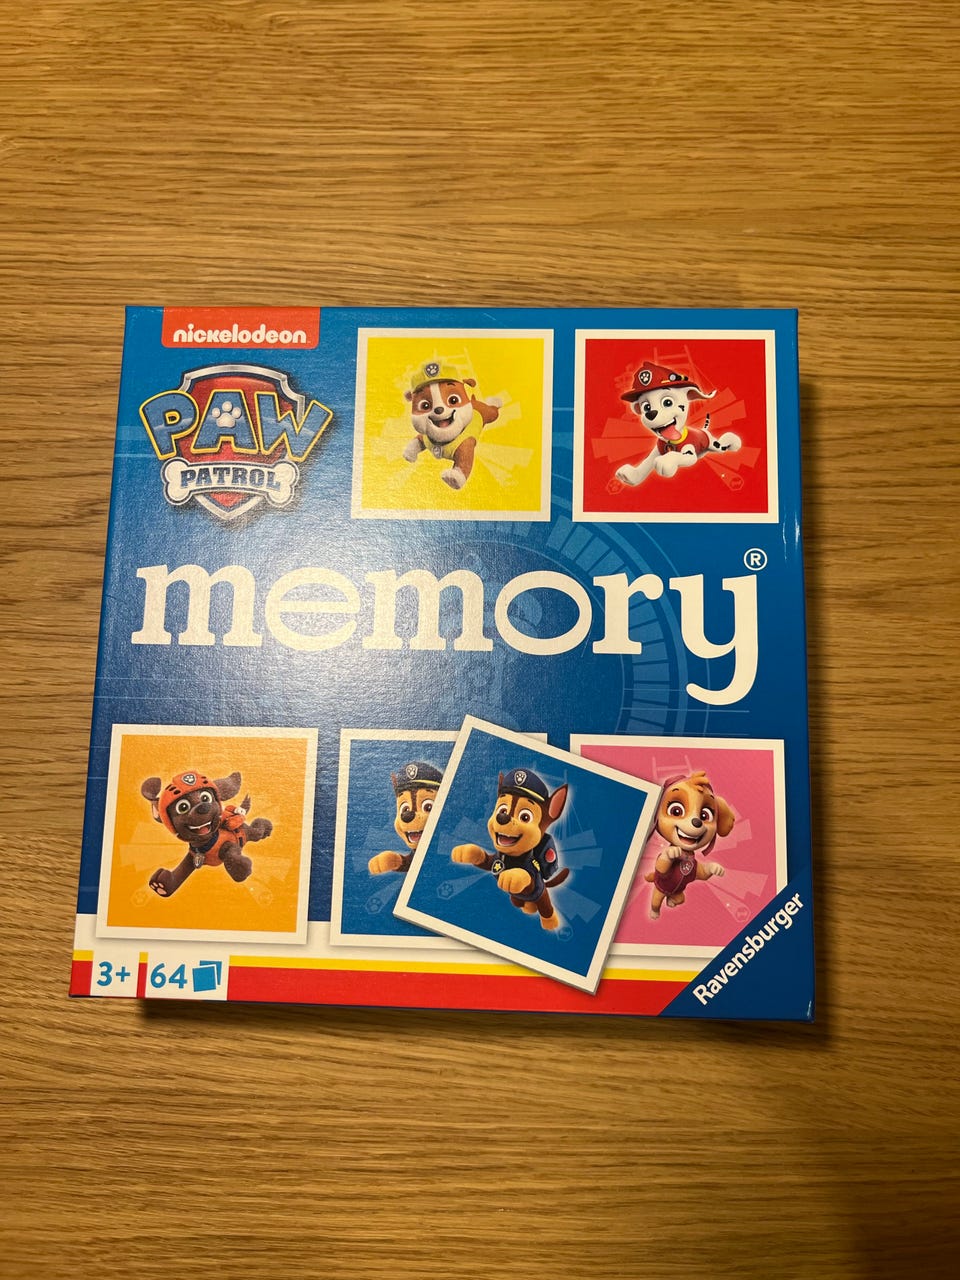 nickelodeon
PAW
PATROL
memory®
3+ 64
Ravensburger